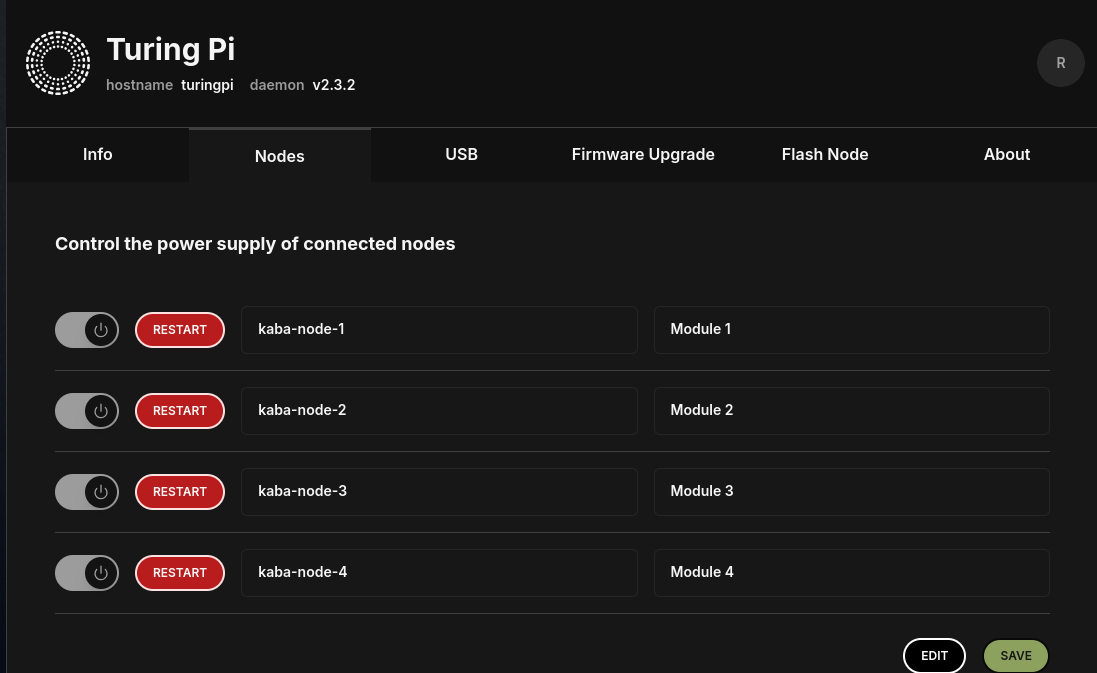 Turing Pi
hostname turingpi daemon v2.3.2
R
Info Nodes USB Firmware Upgrade Flash Node About
Control the power supply of connected nodes
RESTART kaba-node-1 Module 1
RESTART kaba-node-2 Module 2
RESTART kaba-node-3 Module 3
RESTART kaba-node-4 Module 4
EDIT SAVE